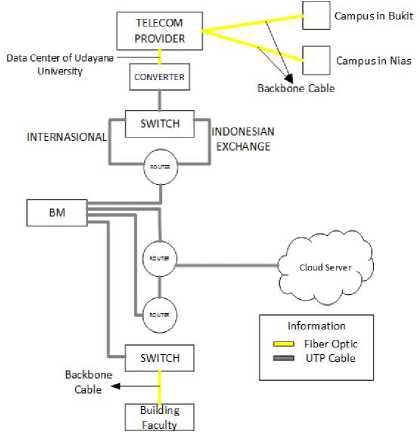 TELECOM
PROVIDER
Campus in Bukit
Campus in Nias
Backbone Cable
Data Center of Udayana
University
CONVERTER
SWITCH
INTERNASIONAL
INDONESIAN
EXCHANGE
ROUTER
BM
ROUTER
Cloud Server
ROUTER
Information
Fiber Optic
UTP Cable
SWITCH
Backbone
Cable
Building
Faculty